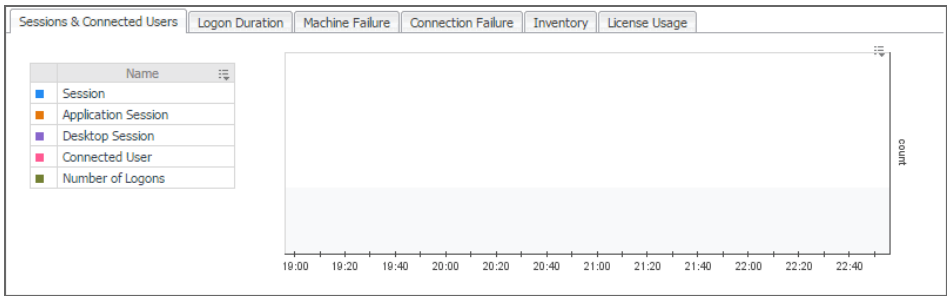 Sessions & Connected Users Logon Duration Machine Failure Connection Failure Inventory License Usage
Name
Session
Application Session
Desktop Session
Connected User
Number of Logons
count
19:00 19:20 19:40 20:00 20:20 20:40 21:00 21:20 21:40 22:00 22:20 22:40